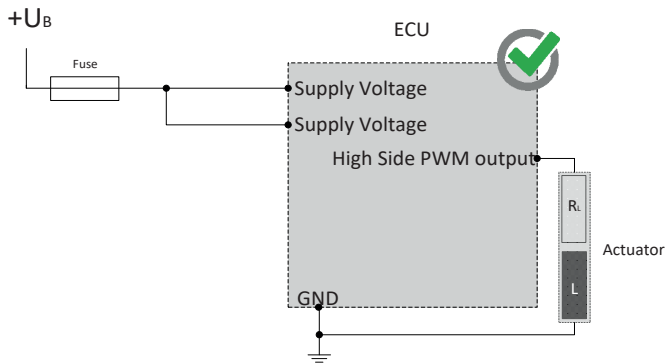 +UB
ECU
Fuse
Supply Voltage
Supply Voltage
High Side PWM output
RL
Actuator
L
GND